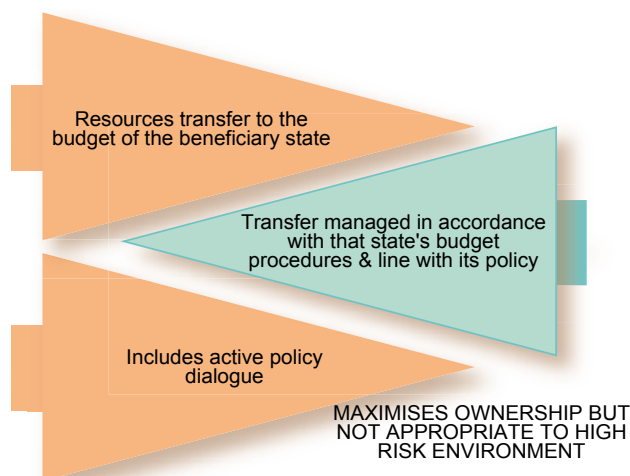 Resources transfer to the
budget of the beneficiary state
Transfer managed in accordance
with that state's budget
procedures & line with its policy
Includes active policy
dialogue
MAXIMISES OWNERSHIP BUT
NOT APPROPRIATE TO HIGH
RISK ENVIRONMENT